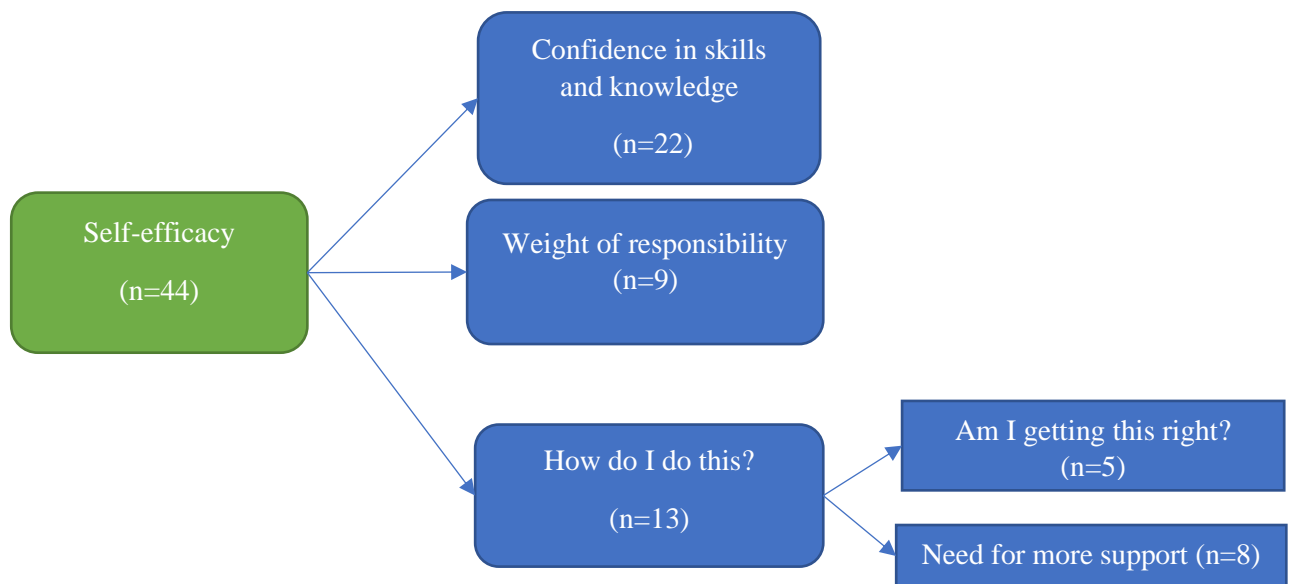 Confidence in skills
and knowledge
(n=22)
Self-efficacy
(n=44)
Weight of responsibility
(n=9)
How do I do this?
(n=13)
Am I getting this right?
(n=5)
Need for more support (n=8)